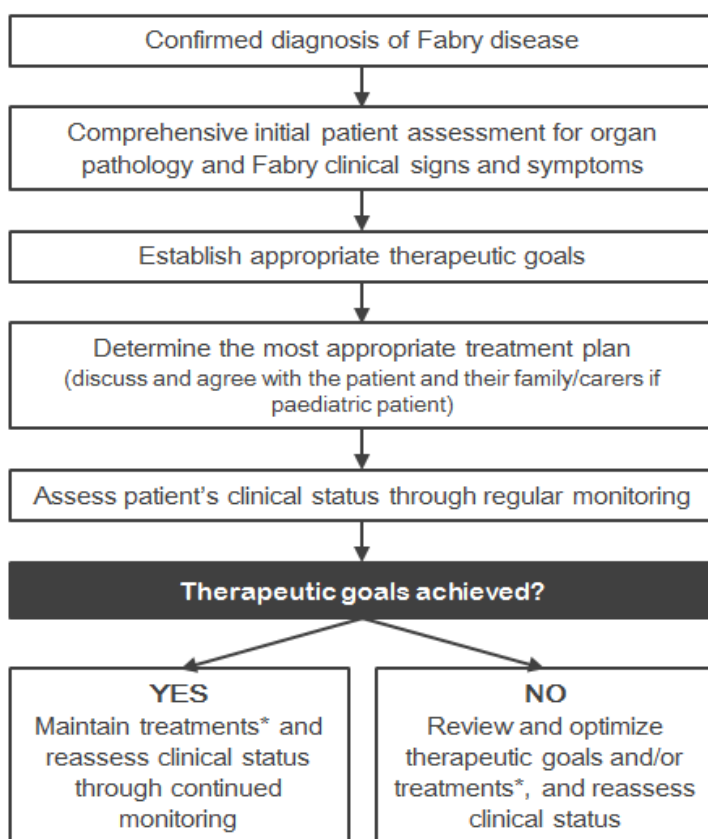 Confirmed diagnosis of Fabry disease
Comprehensive initial patient assessment for organ
pathology and Fabry clinical signs and symptoms
Establish appropriate therapeutic goals
Determine the most appropriate treatment plan
(discuss and agree with the patient and their family/carers if
paediatric patient)
Assess patient's clinical status through regular monitoring
Therapeutic goals achieved?
YES
Maintain treatments* and
reassess clinical status
through continued
monitoring
NO
Review and optimize
therapeutic goals and/or
treatments*, and reassess
clinical status